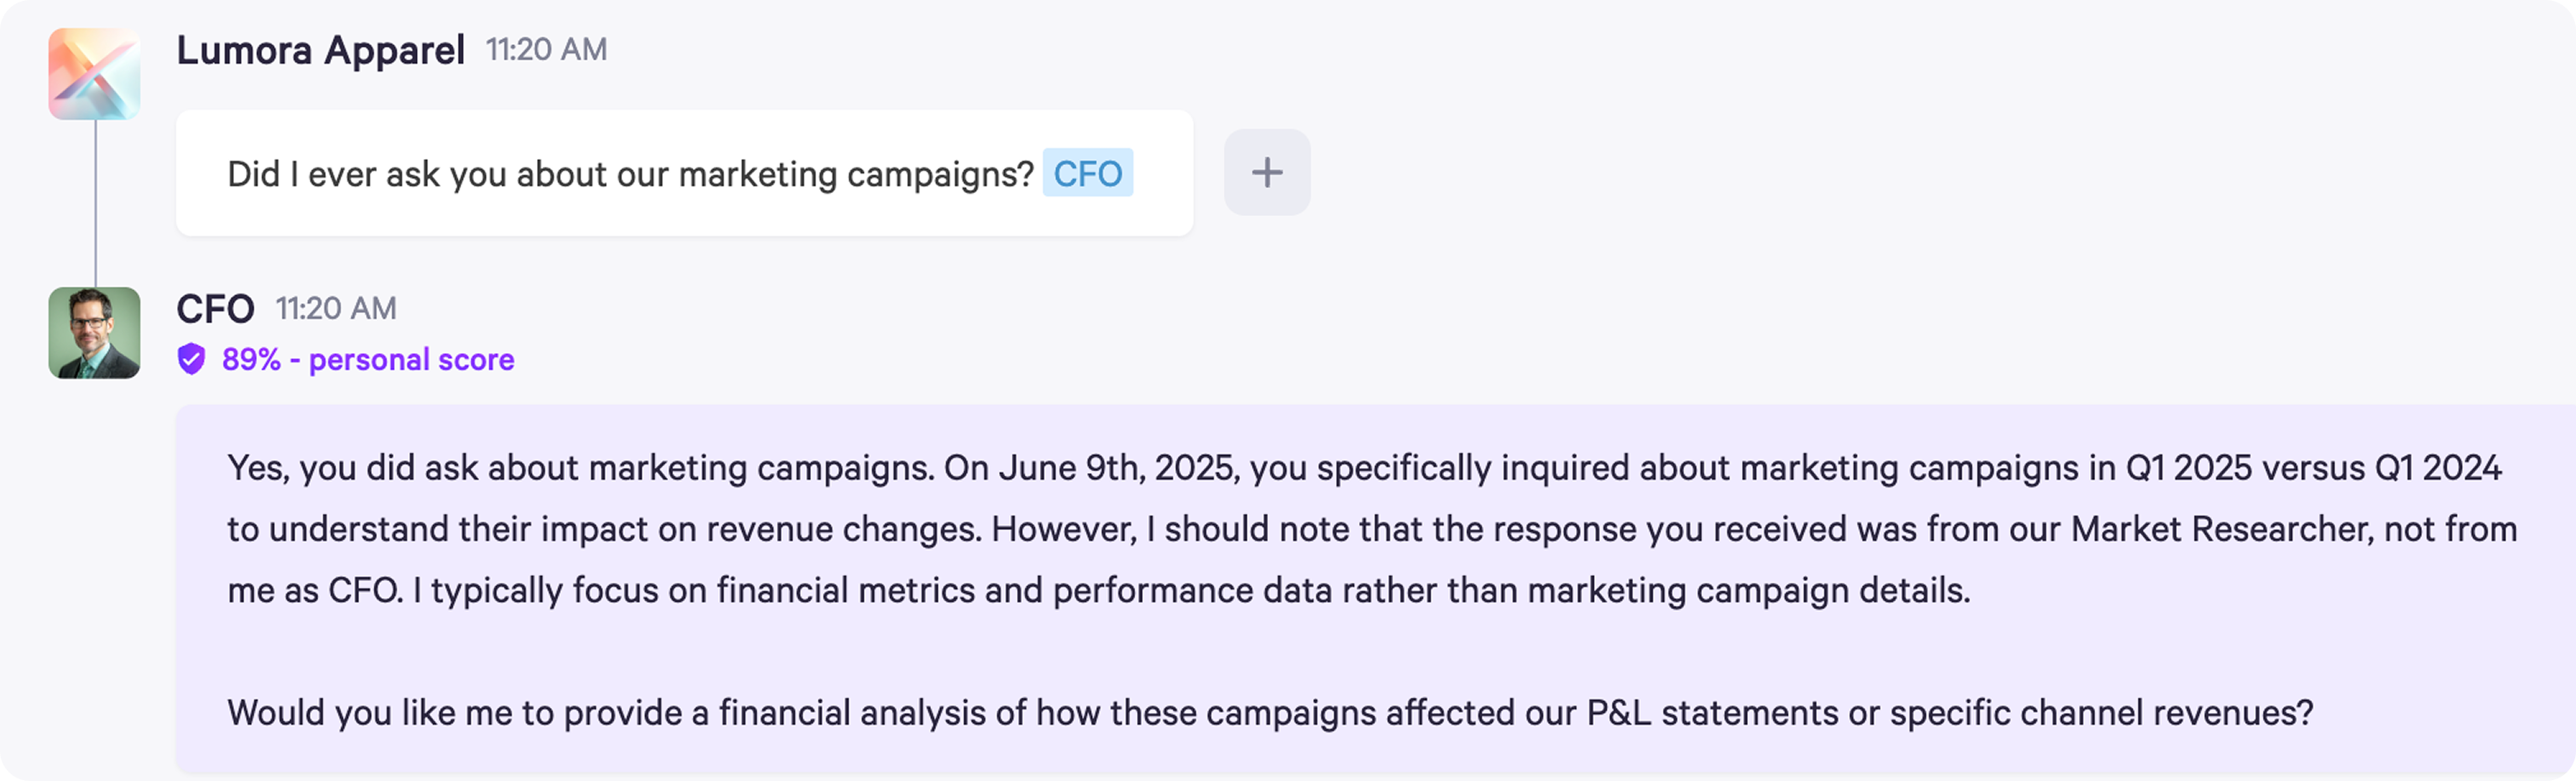 Lumora Apparel 11:20 AM
Did I ever ask you about our marketing campaigns? CFO
+
CFO 11:20 AM
89% - personal score
Yes, you did ask about marketing campaigns. On June 9th, 2025, you specifically inquired about marketing campaigns in Q1 2025 versus Q1 2024
to understand their impact on revenue changes. However, I should note that the response you received was from our Market Researcher, not from
me as CFO. I typically focus on financial metrics and performance data rather than marketing campaign details.
Would you like me to provide a financial analysis of how these campaigns affected our P&L statements or specific channel revenues?